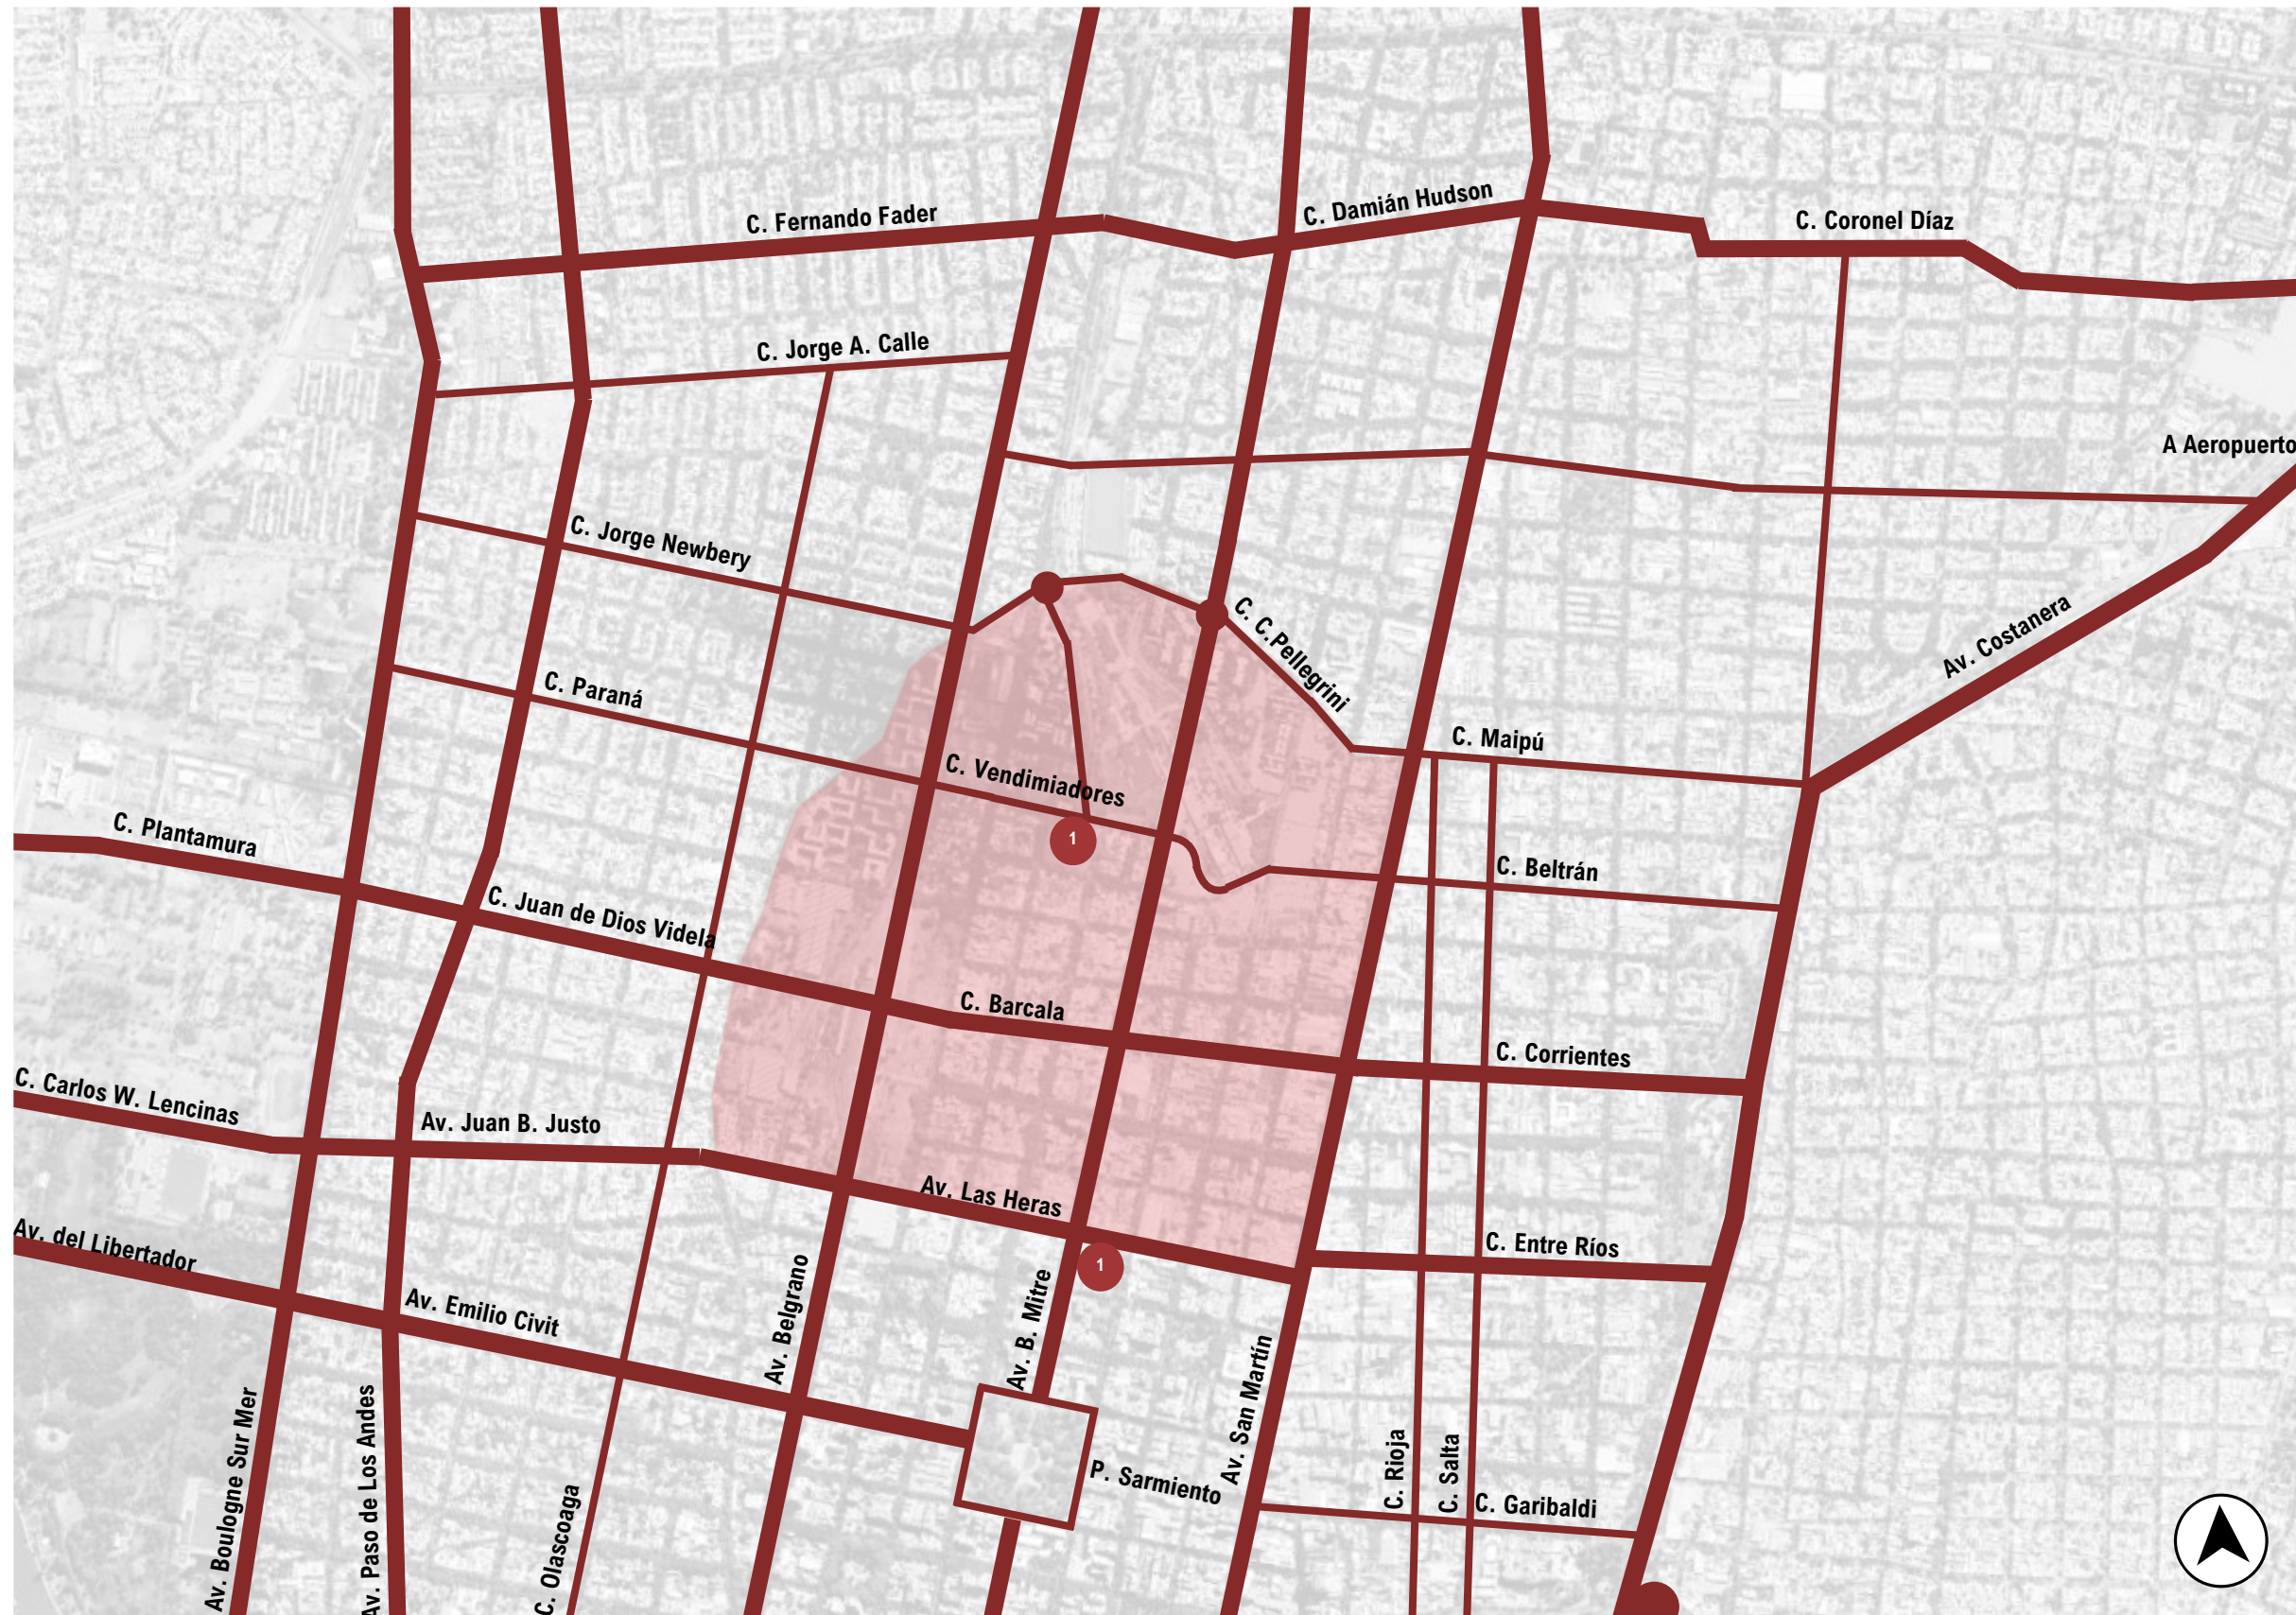 C. Damián Hudson
C. Fernando Fader
C. Coronel Díaz
C. Jorge A. Calle
A Aeropuerto
C. Jorge Newbery
C. C.Pellegrini
Av. Costanera
C. Paraná
C. Maipú
C. Vendimiadores
C. Plantamura
1
C. Beltrán
C. Juan de Dios Videla
C. Barcala
C. Corrientes
C. Carlos W. Lencinas
Av. Juan B. Justo
Av. Las Heras
Av. del Libertador
C. Entre Ríos
1
Av. Emilio Civit
Av. Belgrano
Av. B. Mitre
Av. San Martín
P. Sarmiento
Av. Boulogne Sur Mer
Av. Paso de Los Andes
C. Olascoaga
C. Rioja
C. Salta
C. Garibaldi